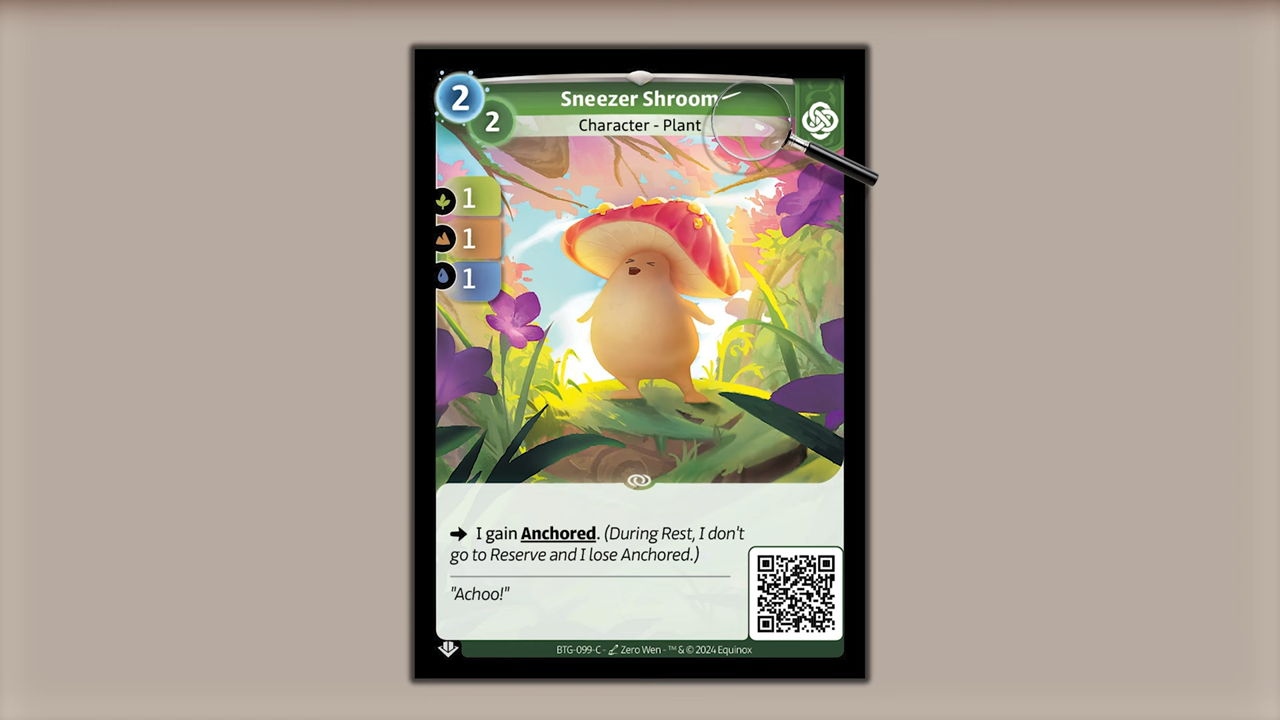 2
Sneezer Shroom
2
Character - Plant
1
1
1
I gain Anchored. (During Rest, I don't
go to Reserve and I lose Anchored.)
"Achoo!"
BTG-099-C - Zero Wen - ™ & © 2024 Equinox